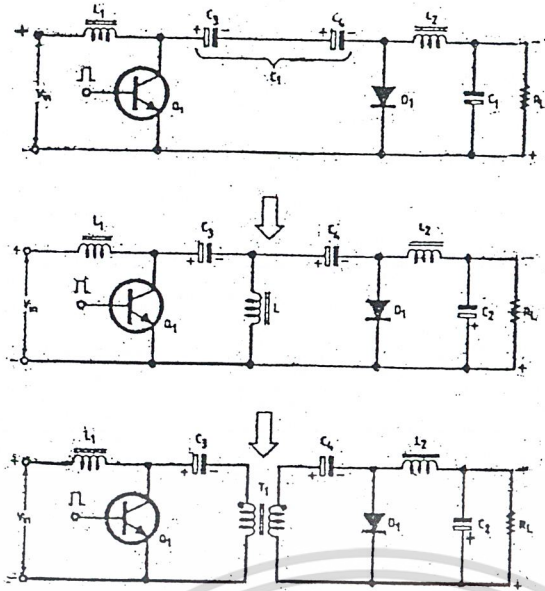 L1 C3 C4 L2
+ + - + - -
C1
Vin Q1 D1 C1 RL
- +
L1 C3 C4 L2
+ + - + - -
Vin Q1 L D1 C2 RL
+
- +
L1 C3 C4 L2
+ + - + - -
T1
Vin Q1 D1 C2 RL
+
- +